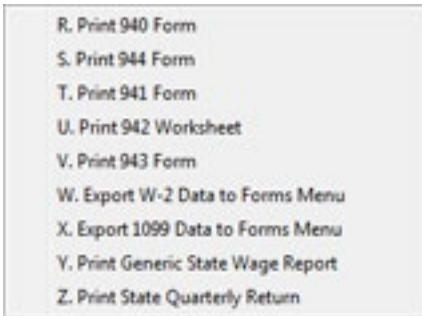 R. Print 940 Form
S. Print 944 Form
T. Print 941 Form
U. Print 942 Worksheet
V. Print 943 Form
W. Export W-2 Data to Forms Menu
X. Export 1099 Data to Forms Menu
Y. Print Generic State Wage Report
Z. Print State Quarterly Return